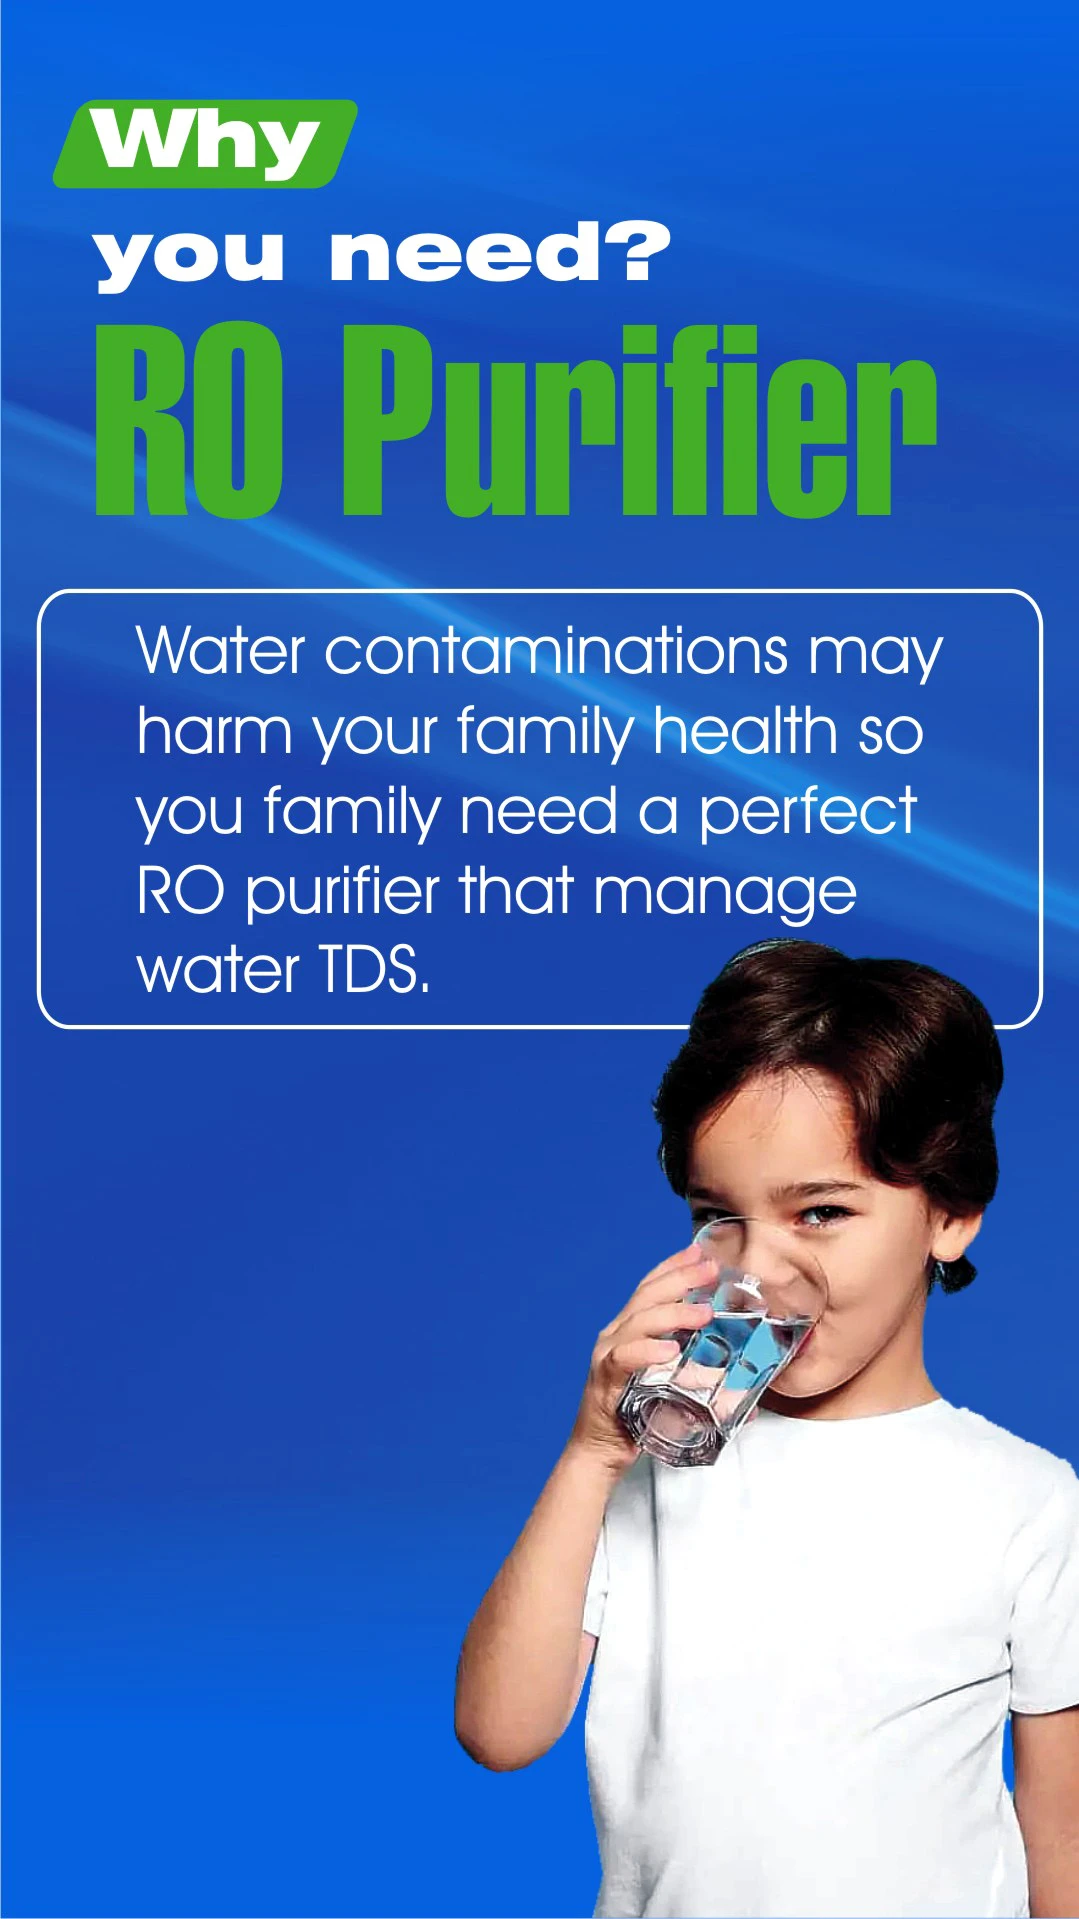 Why
you need?
RO Purifier
Water contaminations may
harm your family health so
you family need a perfect
RO purifier that manage
water TDS.